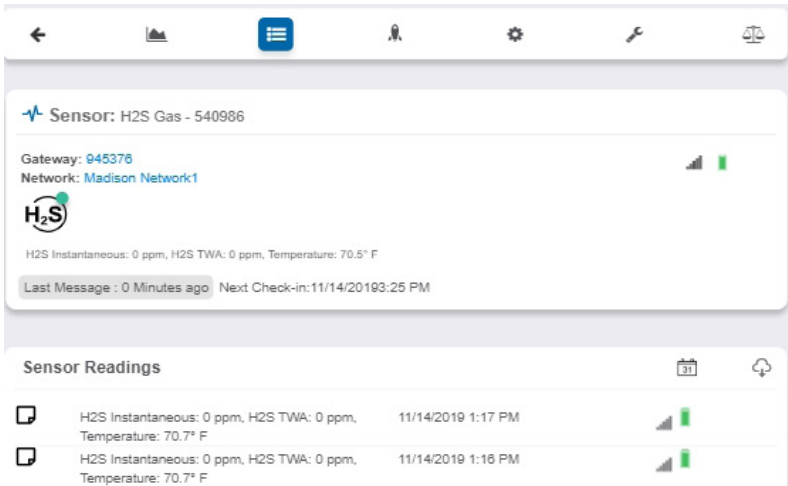 Sensor: H2S Gas - 540986
Gateway: 945376
Network: Madison Network1
H₂S
H2S Instantaneous: 0 ppm, H2S TWA: 0 ppm, Temperature: 70.5° F
Last Message : 0 Minutes ago Next Check-in:11/14/20193:25 PM
Sensor Readings 31
H2S Instantaneous: 0 ppm, H2S TWA: 0 ppm, 11/14/2019 1:17 PM
Temperature: 70.7° F
H2S Instantaneous: 0 ppm, H2S TWA: 0 ppm, 11/14/2019 1:16 PM
Temperature: 70.7° F